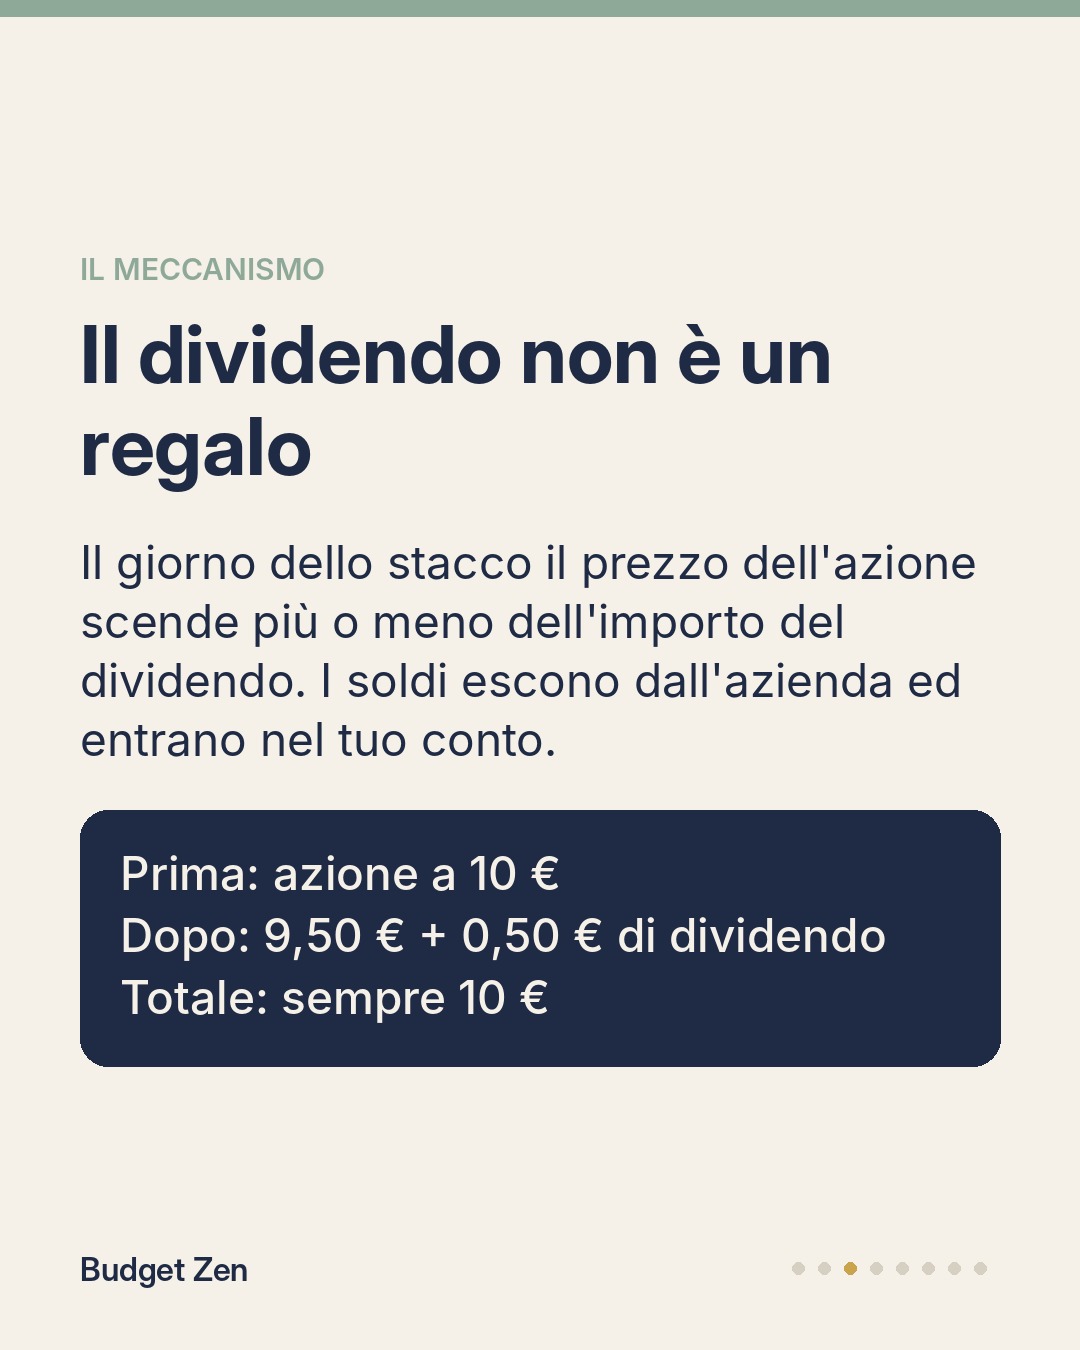 IL MECCANISMO
Il dividendo non è un
regalo
Il giorno dello stacco il prezzo dell'azione
scende più o meno dell'importo del
dividendo. I soldi escono dall'azienda ed
entrano nel tuo conto.
Prima: azione a 10 €
Dopo: 9,50 € + 0,50 € di dividendo
Totale: sempre 10 €
Budget Zen